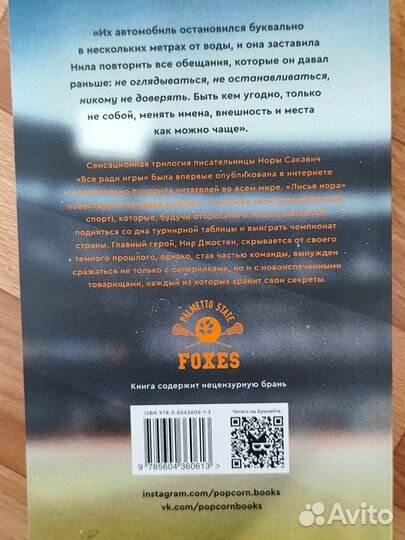 «Их автомобиль остановился буквально
в нескольких метрах от воды, и она заставила
Нила повторить все обещания, которые он давал
раньше: не оглядываться, не останавливаться,
никому не доверять. Быть кем угодно, только
не собой, менять имена, внешность и места
как можно чаще».
Сенсационная трилогия писательницы Норы Сакавич
«Все ради игры» была впервые опубликована в интернете
и покорила читателей во всем мире. «Лисья нора»
повествует о команде «Лисов» — игроков экси (вымышленный
спорт), которые, будучи отбросами в жизни,
подняться со дна турнирной таблицы и выиграть чемпионат
страны. Главный герой, Нил Джостен, скрывается от своего
темного прошлого, однако, став частью команды, вынужден
сражаться не только с соперниками, но и с новоиспеченными
товарищами, каждый из которых хранит свои секреты.
PALMETTO STATE
FOXES
Книга содержит нецензурную брань
ISBN 978-5-6043606-1-3
Читать на Букмейте
9 785604 360613 >
instagram.com/popcorn.books
vk.com/popcornbooks
Avito